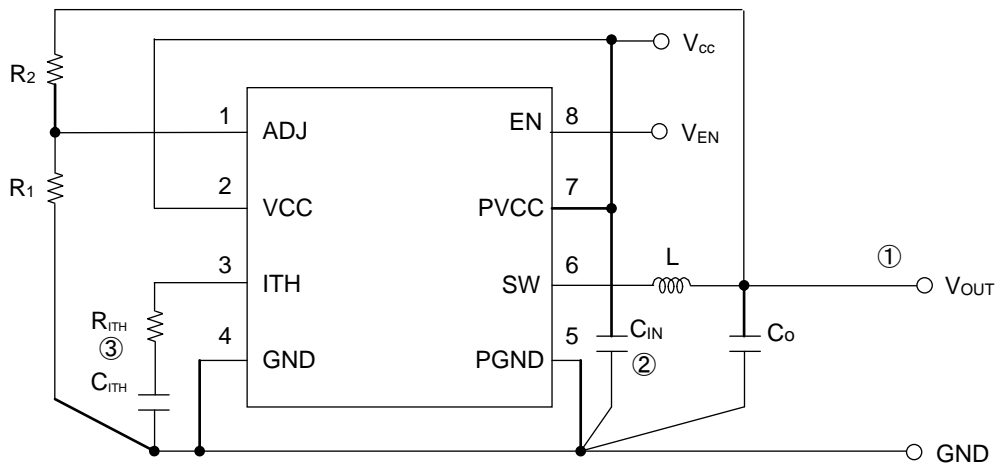 R2
R1
VCC
VEN
1
ADJ
EN
8
2
VCC
PVCC
7
3
ITH
SW
6
L
①
VOUT
RITH
③
CITH
4
GND
PGND
5
CIN
②
Co
GND